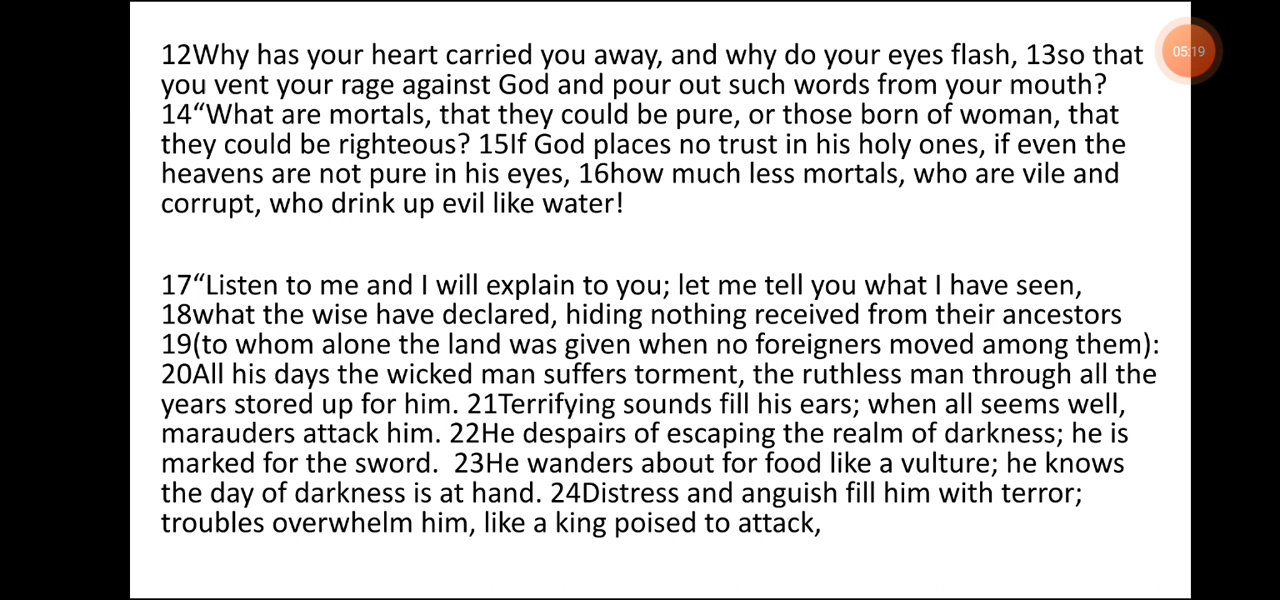 12Why has your heart carried you away, and why do your eyes flash, 13so that
you vent your rage against God and pour out such words from your mouth?
14“What are mortals, that they could be pure, or those born of woman, that
they could be righteous? 15If God places no trust in his holy ones, if even the
heavens are not pure in his eyes, 16how much less mortals, who are vile and
corrupt, who drink up evil like water!
17“Listen to me and I will explain to you; let me tell you what I have seen,
18what the wise have declared, hiding nothing received from their ancestors
19(to whom alone the land was given when no foreigners moved among them):
20All his days the wicked man suffers torment, the ruthless man through all the
years stored up for him. 21Terrifying sounds fill his ears; when all seems well,
marauders attack him. 22He despairs of escaping the realm of darkness; he is
marked for the sword.  23He wanders about for food like a vulture; he knows
the day of darkness is at hand. 24Distress and anguish fill him with terror;
troubles overwhelm him, like a king poised to attack,
05:19